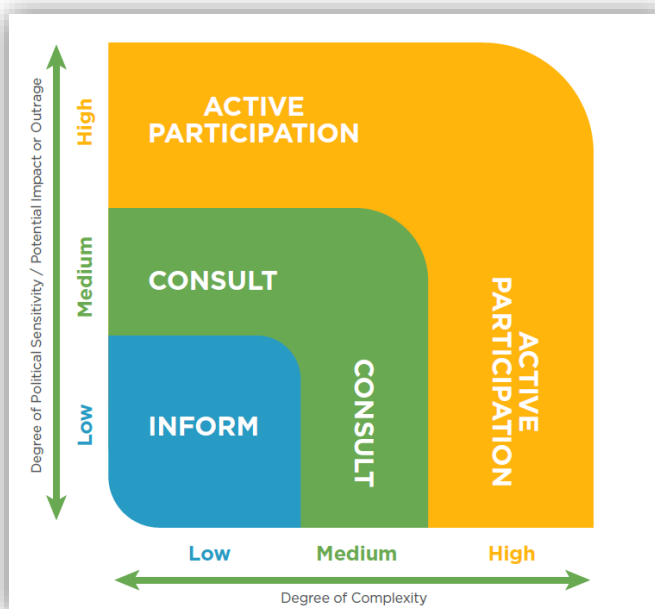 Degree of Political Sensitivity / Potential Impact or Outrage
High
Medium
Low
ACTIVE
PARTICIPATION
CONSULT
INFORM
CONSULT
ACTIVE
PARTICIPATION
Low
Medium
High
Degree of Complexity